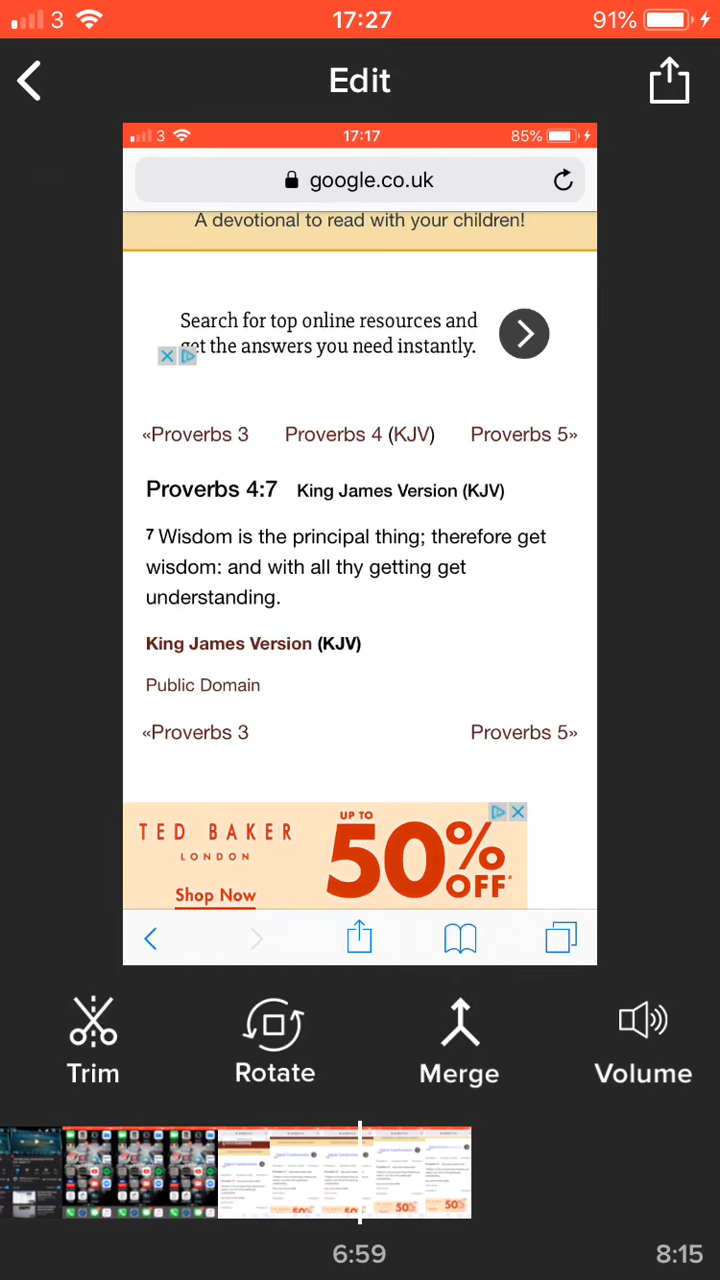 3 17:27 91%
Edit
3 17:17 85%
google.co.uk
A devotional to read with your children!
Search for top online resources and
get the answers you need instantly.
«Proverbs 3 Proverbs 4 (KJV) Proverbs 5»
Proverbs 4:7 King James Version (KJV)
7 Wisdom is the principal thing; therefore get
wisdom: and with all thy getting get
understanding.
King James Version (KJV)
Public Domain
«Proverbs 3 Proverbs 5»
TED BAKER
LONDON
Shop Now
UP TO
50%
OFF*
Trim Rotate Merge Volume
6:59 8:15